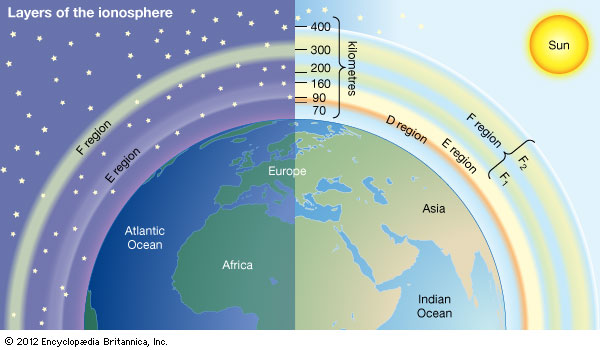 Layers of the ionosphere
400
300
200
160
90
70
kilometres
Sun
F region
E region
D region
E region
F region
F1
F2
Europe
Asia
Atlantic
Ocean
Africa
Indian
Ocean
© 2012 Encyclopædia Britannica, Inc.